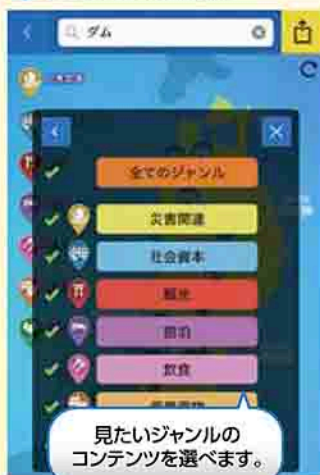 ダム
全てのジャンル
災害関連
社会資本
観光
宿泊
飲食
見たいジャンルの
コンテンツを選べます。